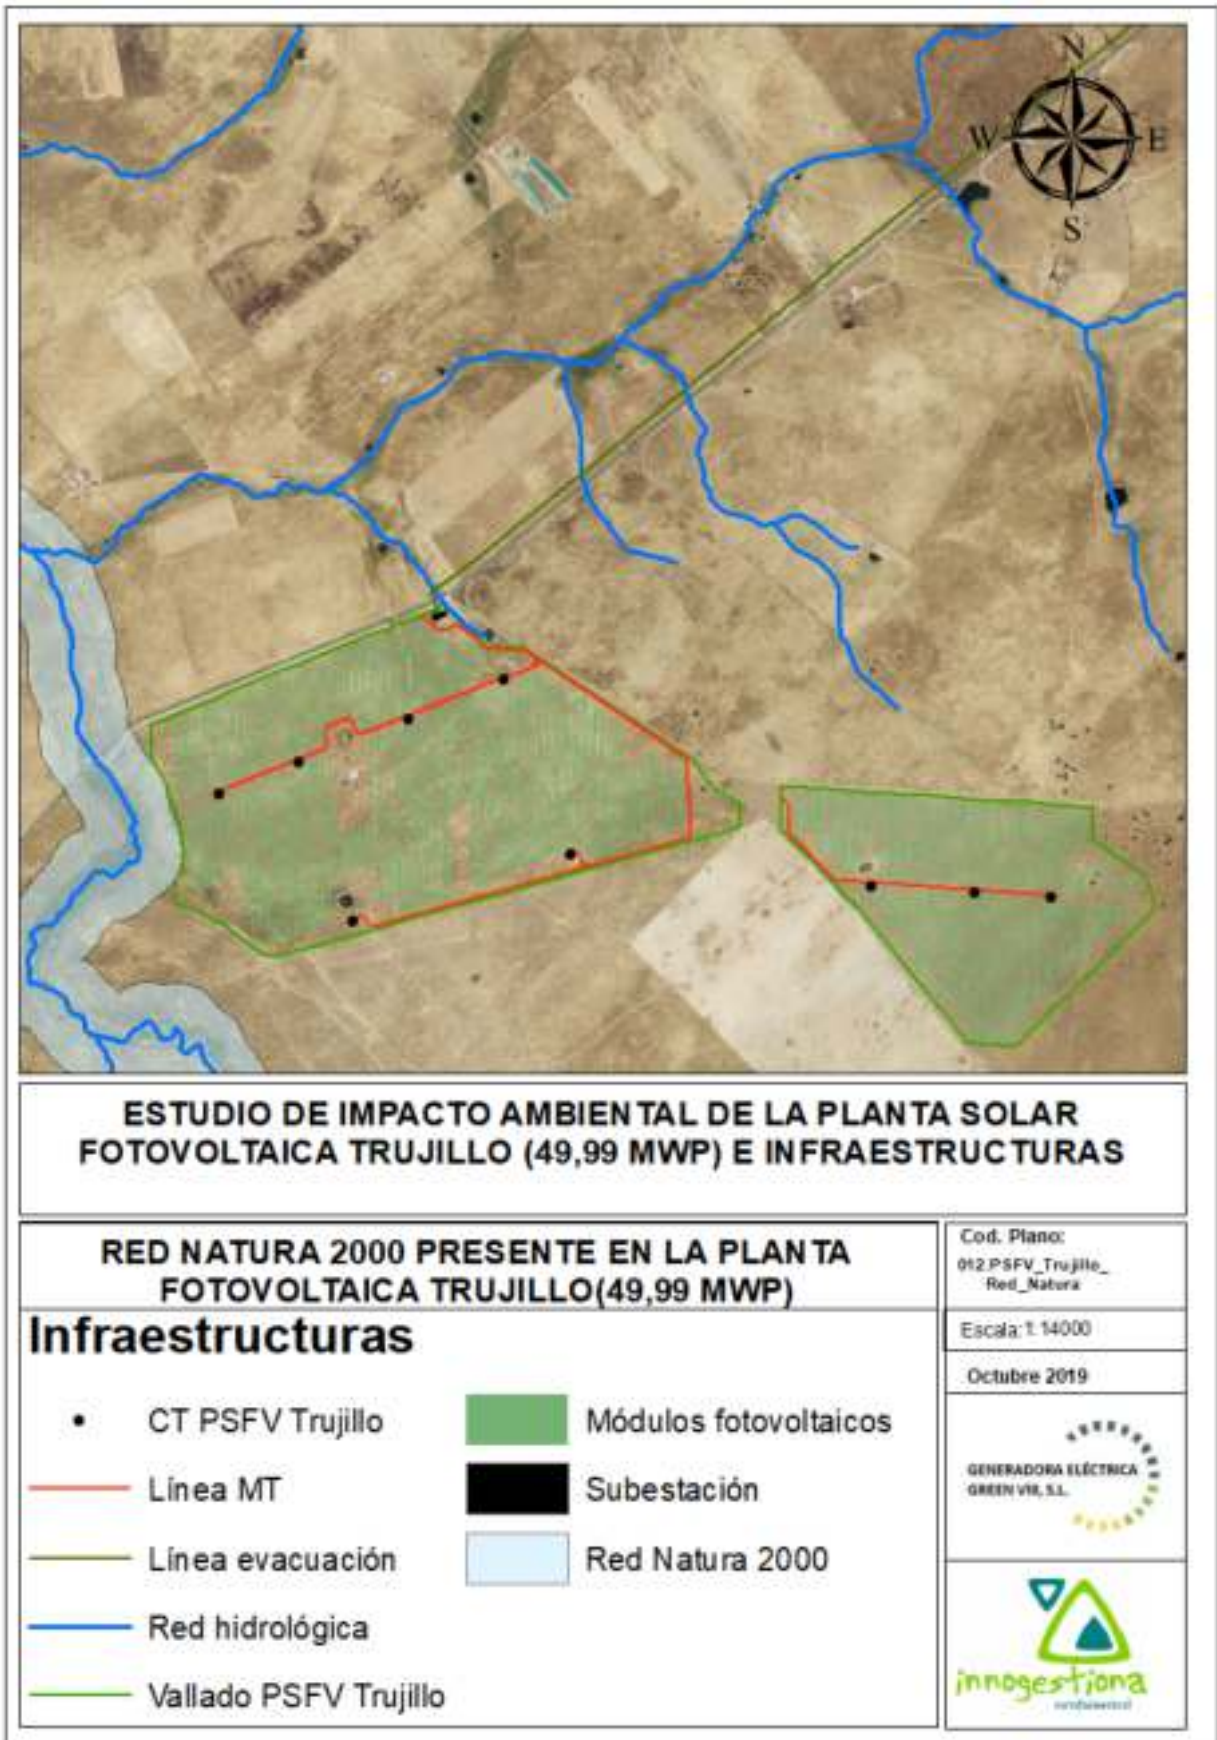 N
W
E
S
ESTUDIO DE IMPACTO AMBIENTAL DE LA PLANTA SOLAR
FOTOVOLTAICA TRUJILLO (49,99 MWP) E INFRAESTRUCTURAS
RED NATURA 2000 PRESENTE EN LA PLANTA
FOTOVOLTAICA TRUJILLO(49,99 MWP)
Infraestructuras
CT PSFV Trujillo
Línea MT
Línea evacuación
Red hidrológica
Vallado PSFV Trujillo
Módulos fotovoltaicos
Subestación
Red Natura 2000
Cod. Plano:
012.PSFV_Trujillo_
Red_Natura
Escala: 1:14000
Octubre 2019
GENERADORA ELÉCTRICA
GREEN VIII, S.L.
innogestiona